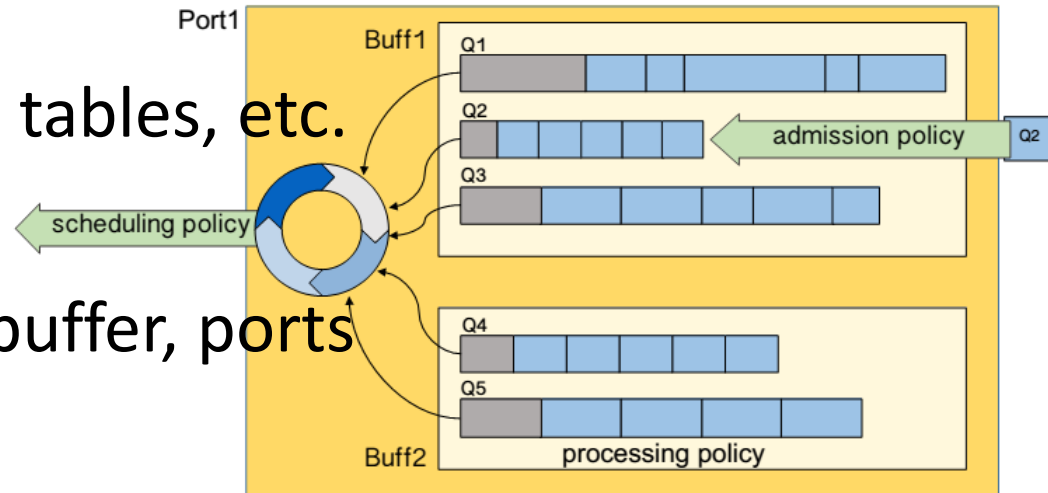 Port1
Buff1
Q1
tables, etc.
Q2
admission policy
Q2
Q3
scheduling policy
buffer, ports
Q4
Q5
Buff2
processing policy